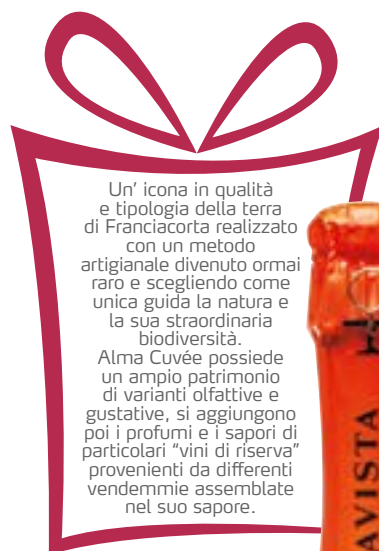 Un' icona in qualità
e tipologia della terra
di Franciacorta realizzato
con un metodo
artigianale divenuto ormai
raro e scegliendo come
unica guida la natura e
la sua straordinaria
biodiversità.
Alma Cuvée possiede
un ampio patrimonio
di varianti olfattive e
gustative, si aggiungono
poi i profumi e i sapori di
particolari “vini di riserva”
provenienti da differenti
vendemmie assemblate
nel suo sapore.
AVISTA